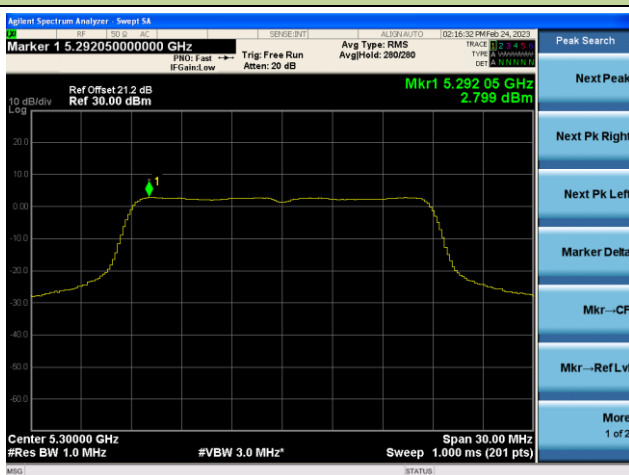 Agilent Spectrum Analyzer - Swept SA
RF 50 Ω AC SENSE:INT ALIGN AUTO 02:16:32 PM Feb 24, 2023
Marker 1 5.292050000000 GHz
PNO: Fast
IFGain:Low
Trig: Free Run
Atten: 20 dB
Avg Type: RMS
Avg|Hold: 280/280
TRACE 1 2 3 4 5 6
TYPE A WWWWW
DET A N N N N N
Peak Search
Ref Offset 21.2 dB
10 dB/div Ref 30.00 dBm
Log
Mkr1 5.292 05 GHz
2.799 dBm
20.0
10.0
0.00
-10.0
-20.0
-30.0
-40.0
-50.0
-60.0
1
Center 5.30000 GHz
#Res BW 1.0 MHz
#VBW 3.0 MHz*
Span 30.00 MHz
Sweep 1.000 ms (201 pts)
MSG
STATUS
Next Peak
Next Pk Right
Next Pk Left
Marker Delta
Mkr→CF
Mkr→Ref Lvl
More
1 of 2